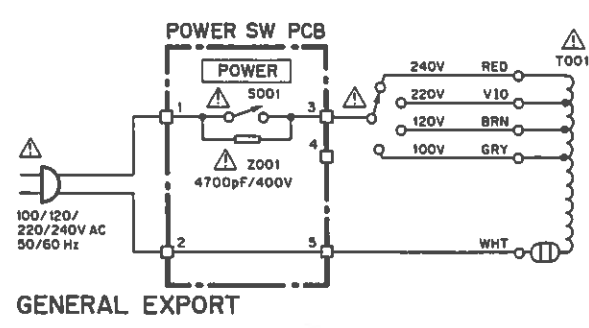 POWER SW PCB
POWER
T001
240V RED
220V VIO
S001
1
3
120V BRN
4
100V GRY
Z001
4700pF/400V
100/120/
220/240V AC
50/60 Hz
2
5
WHT
GENERAL EXPORT